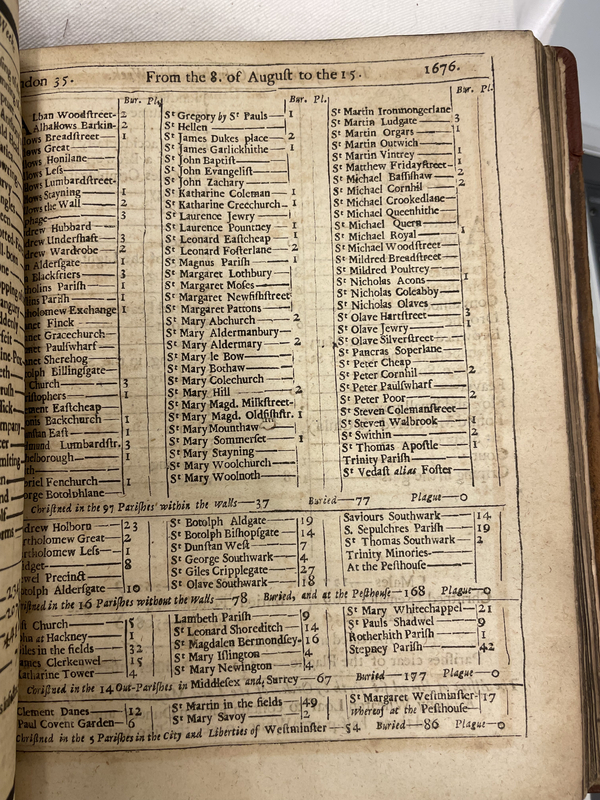 ndon 35. From the 8. of Auguſt to the 15. 1676.
Bur. Pl.
Lban Woodſtreet- 2
Alhallows Barkin- 2
lows Breadſtreet— 1
lows Great
lows Honilane
lows Leſs
lows Lumbardſtreet-
lows Stayning— 1
lows the Wall— 2
phage— 3
drew Hubbard
drew Underſhaft— 3
drew Wardrobe— 2
n Alderſgate— 1
Blackfriers— 3
tholins Pariſh— 1
lins Pariſh— 1
holomew Exchange 1
net Finck
net Gracechurch
net Paulſwharf
net Sherehog
olph Billingſgate
Church— 3
iſtophers— 1
ment Eaſtcheap
onis Backchurch— 1
nſtan Eaſt— 1
mund Lumbardſtr. 3
helborough— 1
ith
riel Fenchurch— 1
orge Botolphlane
Bur. Pl.
Sᵗ Gregory by Sᵗ Pauls— 1
Sᵗ Hellen
Sᵗ James Dukes place— 2
Sᵗ James Garlickhithe— 1
Sᵗ John Baptiſt
Sᵗ John Evangeliſt
Sᵗ John Zachary
Sᵗ Katharine Coleman— 1
Sᵗ Katharine Creechurch— 1
Sᵗ Laurence Jewry
Sᵗ Laurence Pountney— 1
Sᵗ Leonard Eaſtcheap— 1
Sᵗ Leonard Foſterlane— 2
Sᵗ Magnus Pariſh— 1
Sᵗ Margaret Lothbury
Sᵗ Margaret Moſes
Sᵗ Margaret Newfiſhſtreet
Sᵗ Margaret Pattons
Sᵗ Mary Abchurch— 2
Sᵗ Mary Aldermanbury
Sᵗ Mary Aldermary— 2
Sᵗ Mary le Bow
Sᵗ Mary Bothaw
Sᵗ Mary Colechurch
Sᵗ Mary Hill— 2
Sᵗ Mary Magd. Milkſtreet-
Sᵗ Mary Magd. Oldfiſhſtr. 1
Sᵗ Mary Mounthaw
Sᵗ Mary Sommerſet— 1
Sᵗ Mary Stayning
Sᵗ Mary Woolchurch
Sᵗ Mary Woolnoth
Bur. Pl.
Sᵗ Martin Ironmongerlane
Sᵗ Martin Ludgate— 3
Sᵗ Martin Orgars— 1
Sᵗ Martin Outwich
Sᵗ Martin Vintrey— 1
Sᵗ Matthew Fridayſtreet— 1
Sᵗ Michael Baſſiſhaw— 2
Sᵗ Michael Cornhil— 2
Sᵗ Michael Crookedlane
Sᵗ Michael Queenhithe
Sᵗ Michael Quern— 1
Sᵗ Michael Royal— 1
Sᵗ Michael Woodſtreet
Sᵗ Mildred Breadſtreet
Sᵗ Mildred Poultrey
Sᵗ Nicholas Acons— 1
Sᵗ Nicholas Coleabby
Sᵗ Nicholas Olaves
Sᵗ Olave Hartſtreet— 3
Sᵗ Olave Jewry— 1
Sᵗ Olave Silverſtreet— 2
Sᵗ Pancras Soperlane
Sᵗ Peter Cheap
Sᵗ Peter Cornhil— 2
Sᵗ Peter Paulſwharf
Sᵗ Peter Poor— 2
Sᵗ Steven Colemanſtreet
Sᵗ Steven Walbrook— 1
Sᵗ Swithin— 2
Sᵗ Thomas Apoſtle— 1
Trinity Pariſh
Sᵗ Vedaſt alias Foſter
Chriſtned in the 97 Pariſhes within the Walls—37 Buried—77 Plague—0
drew Holborn— 23
rtholomew Great— 2
rtholomew Leſs— 1
idget— 8
wel Precinct
otolph Alderſgate— 10
Sᵗ Botolph Aldgate— 19
Sᵗ Botolph Biſhopſgate— 14
Sᵗ Dunſtan Weſt— 7
Sᵗ George Southwark— 4
Sᵗ Giles Cripplegate— 27
Sᵗ Olave Southwark— 18
Saviours Southwark— 14
S. Sepulchres Pariſh— 19
Sᵗ Thomas Southwark— 2
Trinity Minories
At the Peſthouſe
riſtned in the 16 Pariſhes without the Walls—78 Buried, and at the Peſthouſe—168 Plague—0
ſt Church— 5
hn at Hackney— 1
iles in the fields— 32
ames Clerkenwel— 15
atharine Tower— 4
Lambeth Pariſh— 9
Sᵗ Leonard Shoreditch— 14
Sᵗ Magdalen Bermondſey- 16
Sᵗ Mary Iſlington— 4
Sᵗ Mary Newington— 4
Sᵗ Mary Whitechappel— 21
Sᵗ Pauls Shadwel— 9
Rotherhith Pariſh— 1
Stepney Pariſh— 42
Chriſtned in the 14 Out-Pariſhes in Middleſex and Surrey—67 Buried—177 Plague—0
Clement Danes— 12
Paul Covent Garden— 6
Sᵗ Martin in the fields— 49
Sᵗ Mary Savoy— 2
Sᵗ Margaret Weſtminſter- 17
whereof at the Peſthouſe—
Chriſtned in the 5 Pariſhes in the City and Liberties of Weſtminſter—54 Buried—86 Plague—0